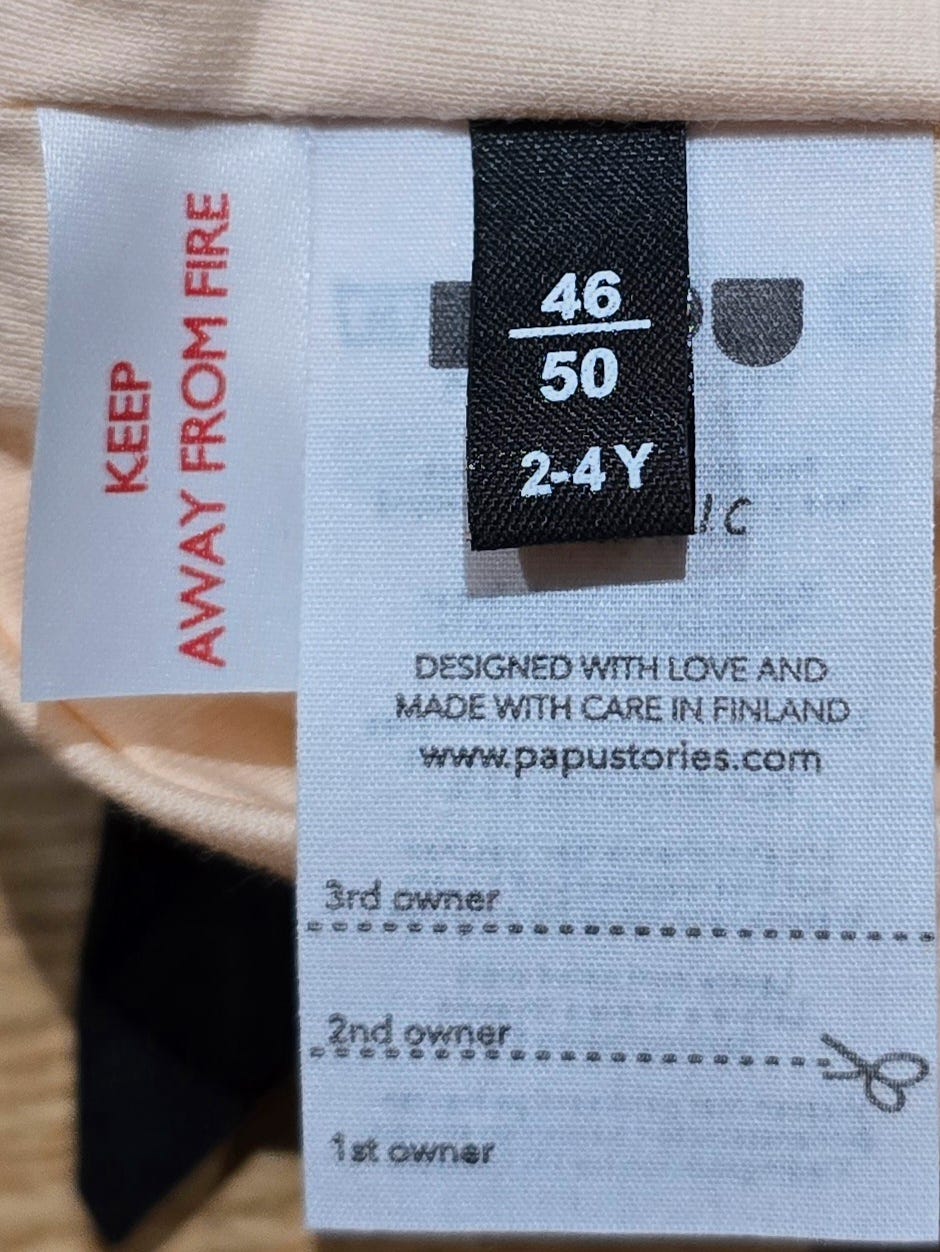 KEEP
AWAY FROM FIRE
46
50
2-4 Y
DESIGNED WITH LOVE AND
MADE WITH CARE IN FINLAND
www.papustories.com
3rd owner
2nd owner
1st owner